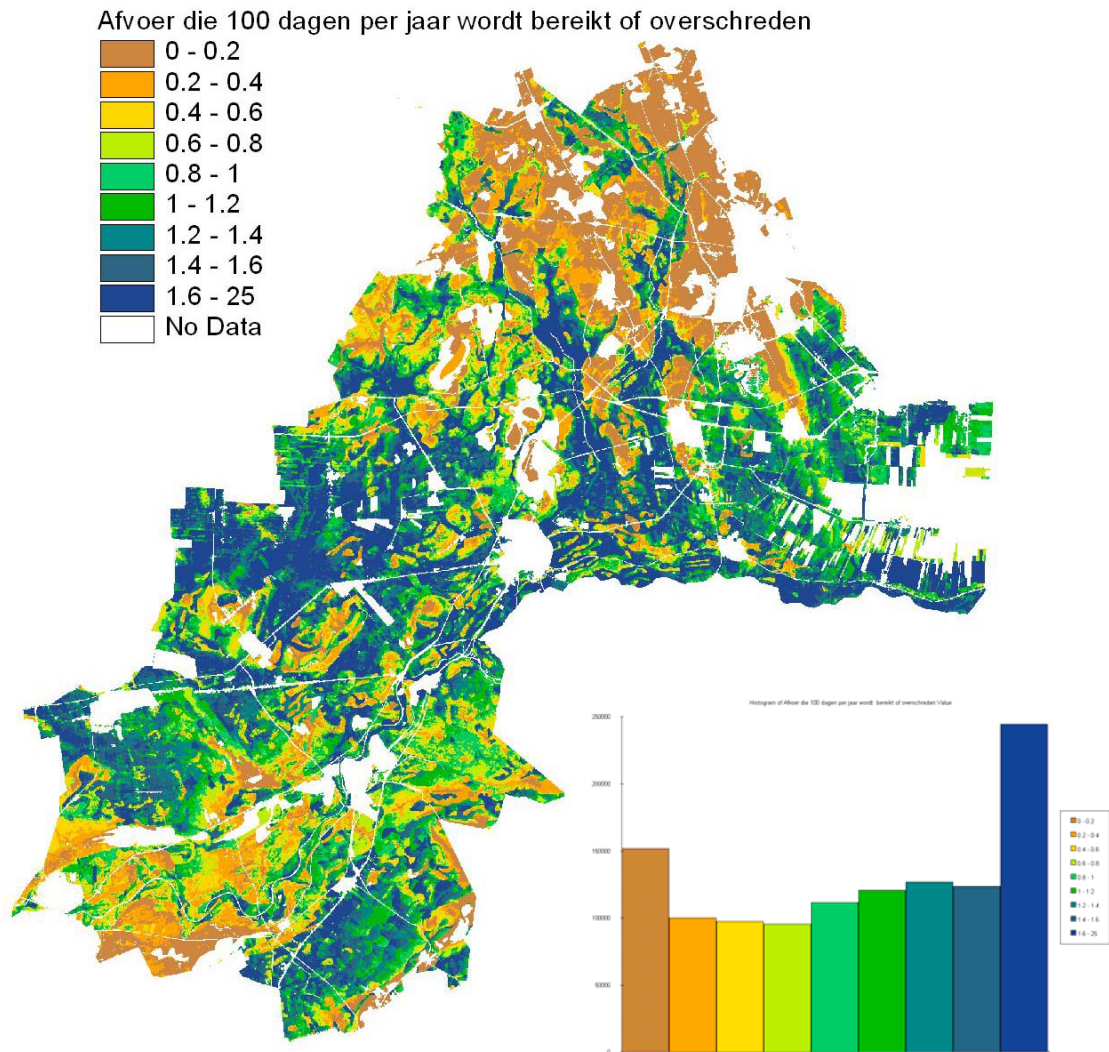 Afvoer die 100 dagen per jaar wordt bereikt of overschreden
0 - 0.2
0.2 - 0.4
0.4 - 0.6
0.6 - 0.8
0.8 - 1
1 - 1.2
1.2 - 1.4
1.4 - 1.6
1.6 - 25
No Data
Histogram of Afvoer die 100 dagen per jaar wordt bereikt of overschreden.Value
250000
200000
150000
100000
50000
0
0 - 0.2
0.2 - 0.4
0.4 - 0.6
0.6 - 0.8
0.8 - 1
1 - 1.2
1.2 - 1.4
1.4 - 1.6
1.6 - 25